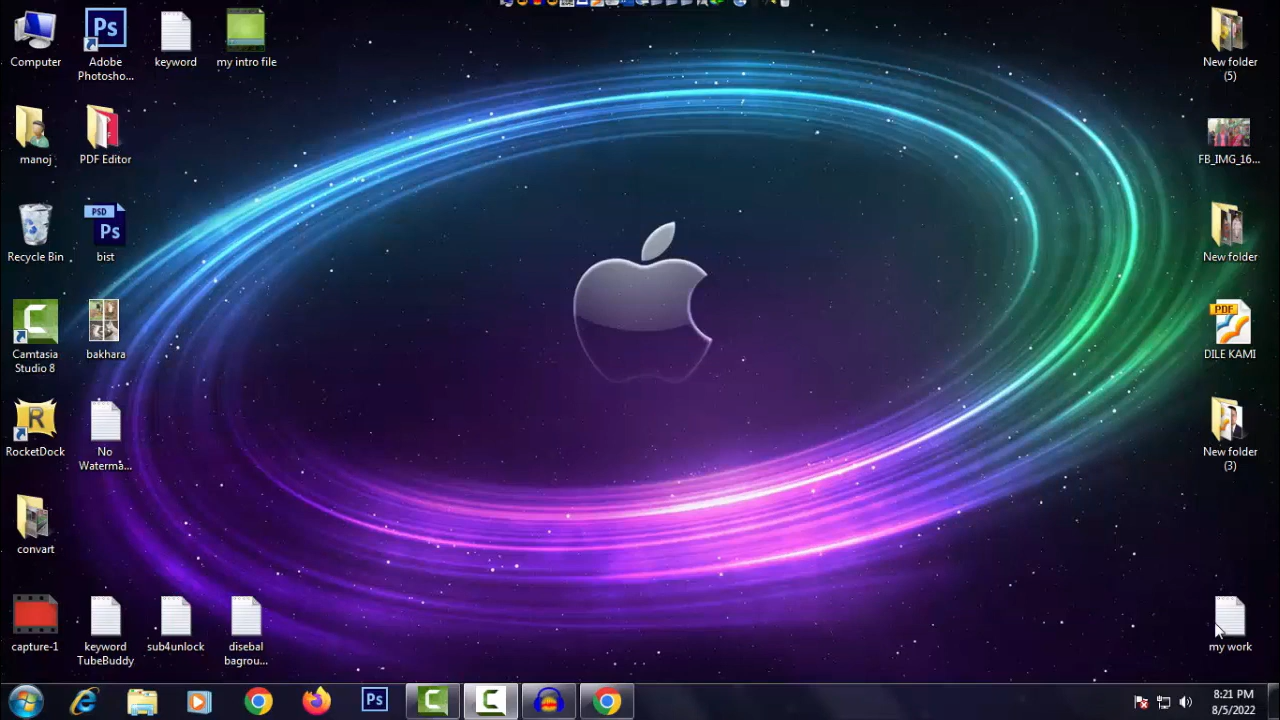 Computer
Ps
Adobe
Photosho...
keyword
my intro file
manoj
PDF Editor
Recycle Bin
PSD
Ps
bist
Camtasia
Studio 8
bakhara
R
RocketDock
No
Waterma...
convart
capture-1
keyword
TubeBuddy
sub4unlock
disebal
bagrou...
New folder
(5)
FB_IMG_16...
New folder
PDF
DILE KAMI
New folder
(3)
my work
Ps
8:21 PM
8/5/2022